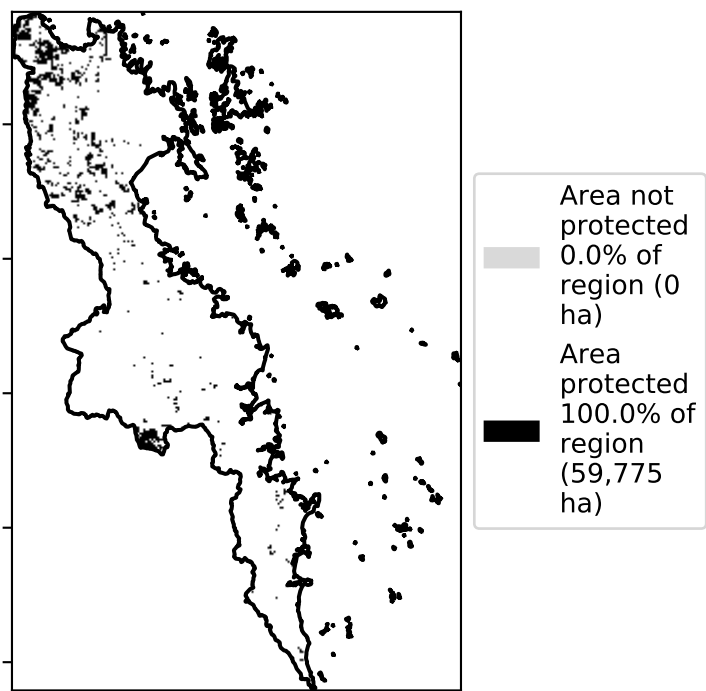 Area not
protected
0.0% of
region (0
ha)
Area
protected
100.0% of
region
(59,775
ha)